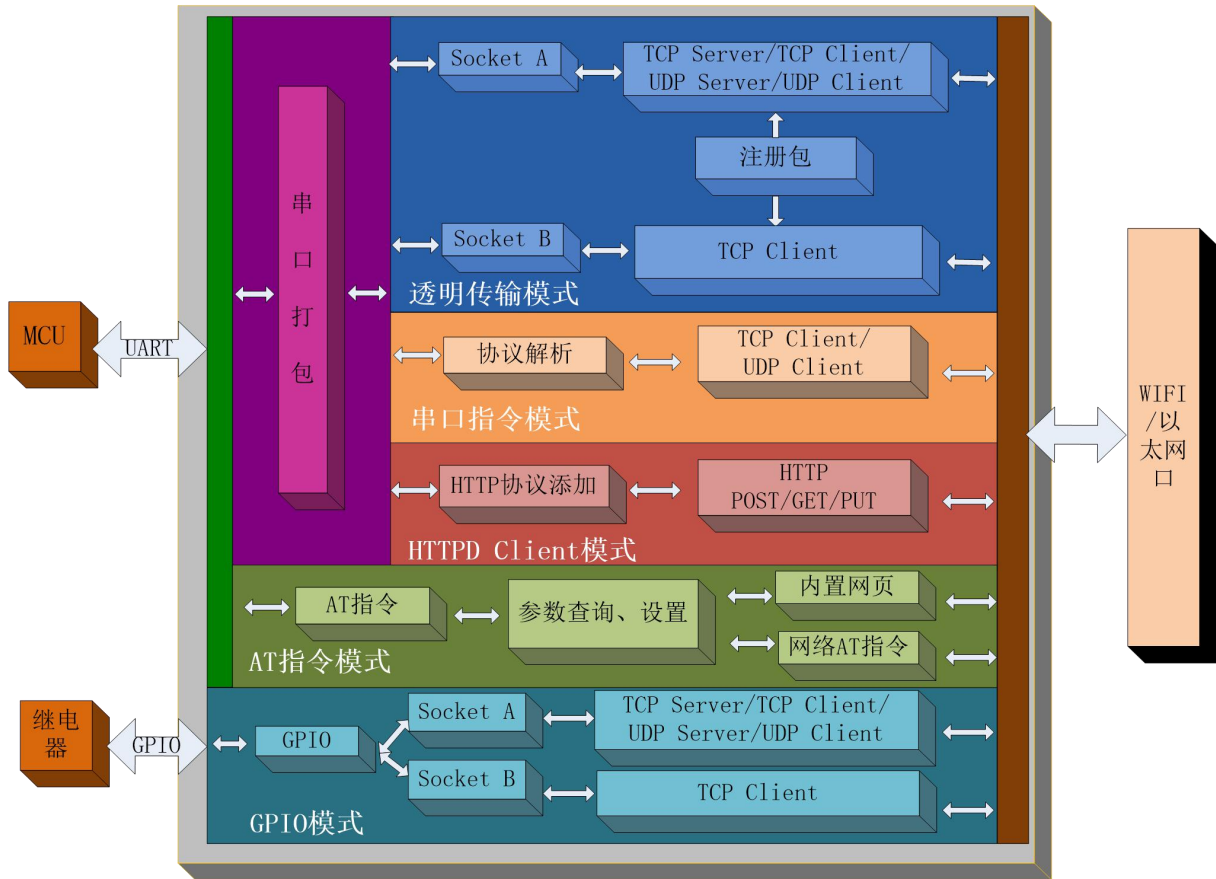 Socket A
TCP Server/TCP Client/
UDP Server/UDP Client
注册包
Socket B
TCP Client
透明传输模式
串
口
打
包
MCU
UART
协议解析
TCP Client/
UDP Client
串口指令模式
HTTP协议添加
HTTP
POST/GET/PUT
HTTPD Client模式
WIFI
/以
太网
口
AT指令
参数查询、设置
内置网页
网络AT指令
AT指令模式
继电
器
GPIO
GPIO
Socket A
TCP Server/TCP Client/
UDP Server/UDP Client
Socket B
TCP Client
GPIO模式